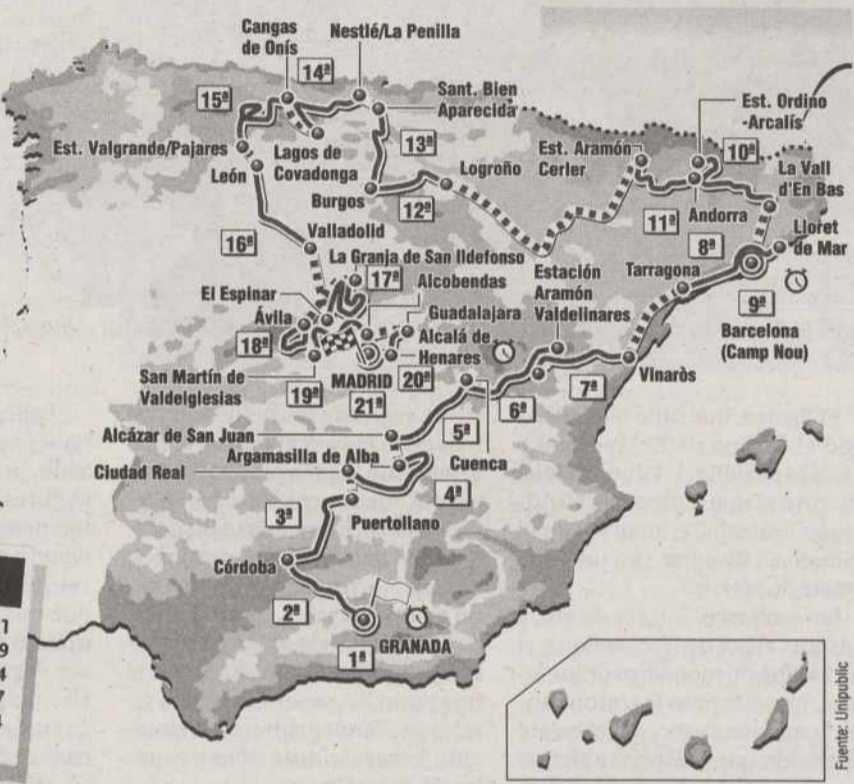 Cangas
de Onís
Nestlé/La Penilla
14ª
15ª
Sant. Bien
Aparecida
Est. Ordino
-Arcalís
13ª
Est. Valgrande/Pajares
Lagos de
Covadonga
Logroño
Est. Aramón
Cerler
10ª
La Vall
d'En Bas
León
Burgos
12ª
11ª
Andorra
Lloret
de Mar
8ª
16ª
Valladolid
La Granja de San Ildefonso
17ª
Alcobendas
Estación
Aramón
Valdelinares
Tarragona
9ª
El Espinar
Guadalajara
Barcelona
(Camp Nou)
Ávila
Alcalá de
Henares
18ª
San Martín de
Valdeiglesias
19ª
MADRID
20ª
21ª
6ª
7ª
Vinaròs
Alcázar de San Juan
5ª
Argamasilla de Alba
Cuenca
Ciudad Real
4ª
3ª
Puertollano
Córdoba
2ª
GRANADA
1ª
Fuente: Unipublic